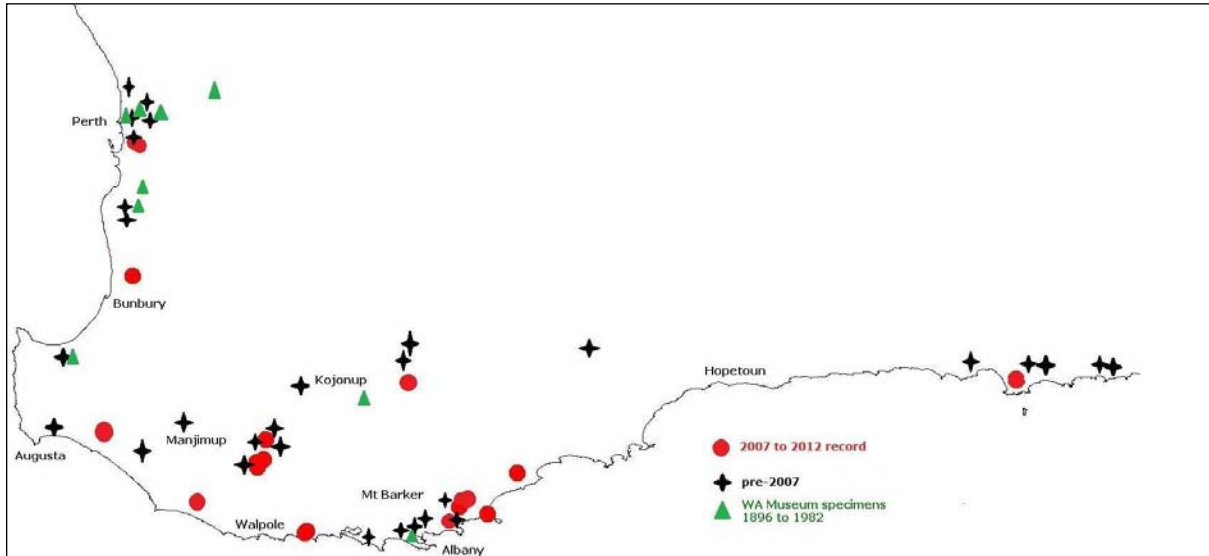 Perth
Bunbury
Kojonup
Hopetoun
Manjimup
Augusta
2007 to 2012 record
pre-2007
Mt Barker
WA Museum specimens
1896 to 1982
Walpole
Albany